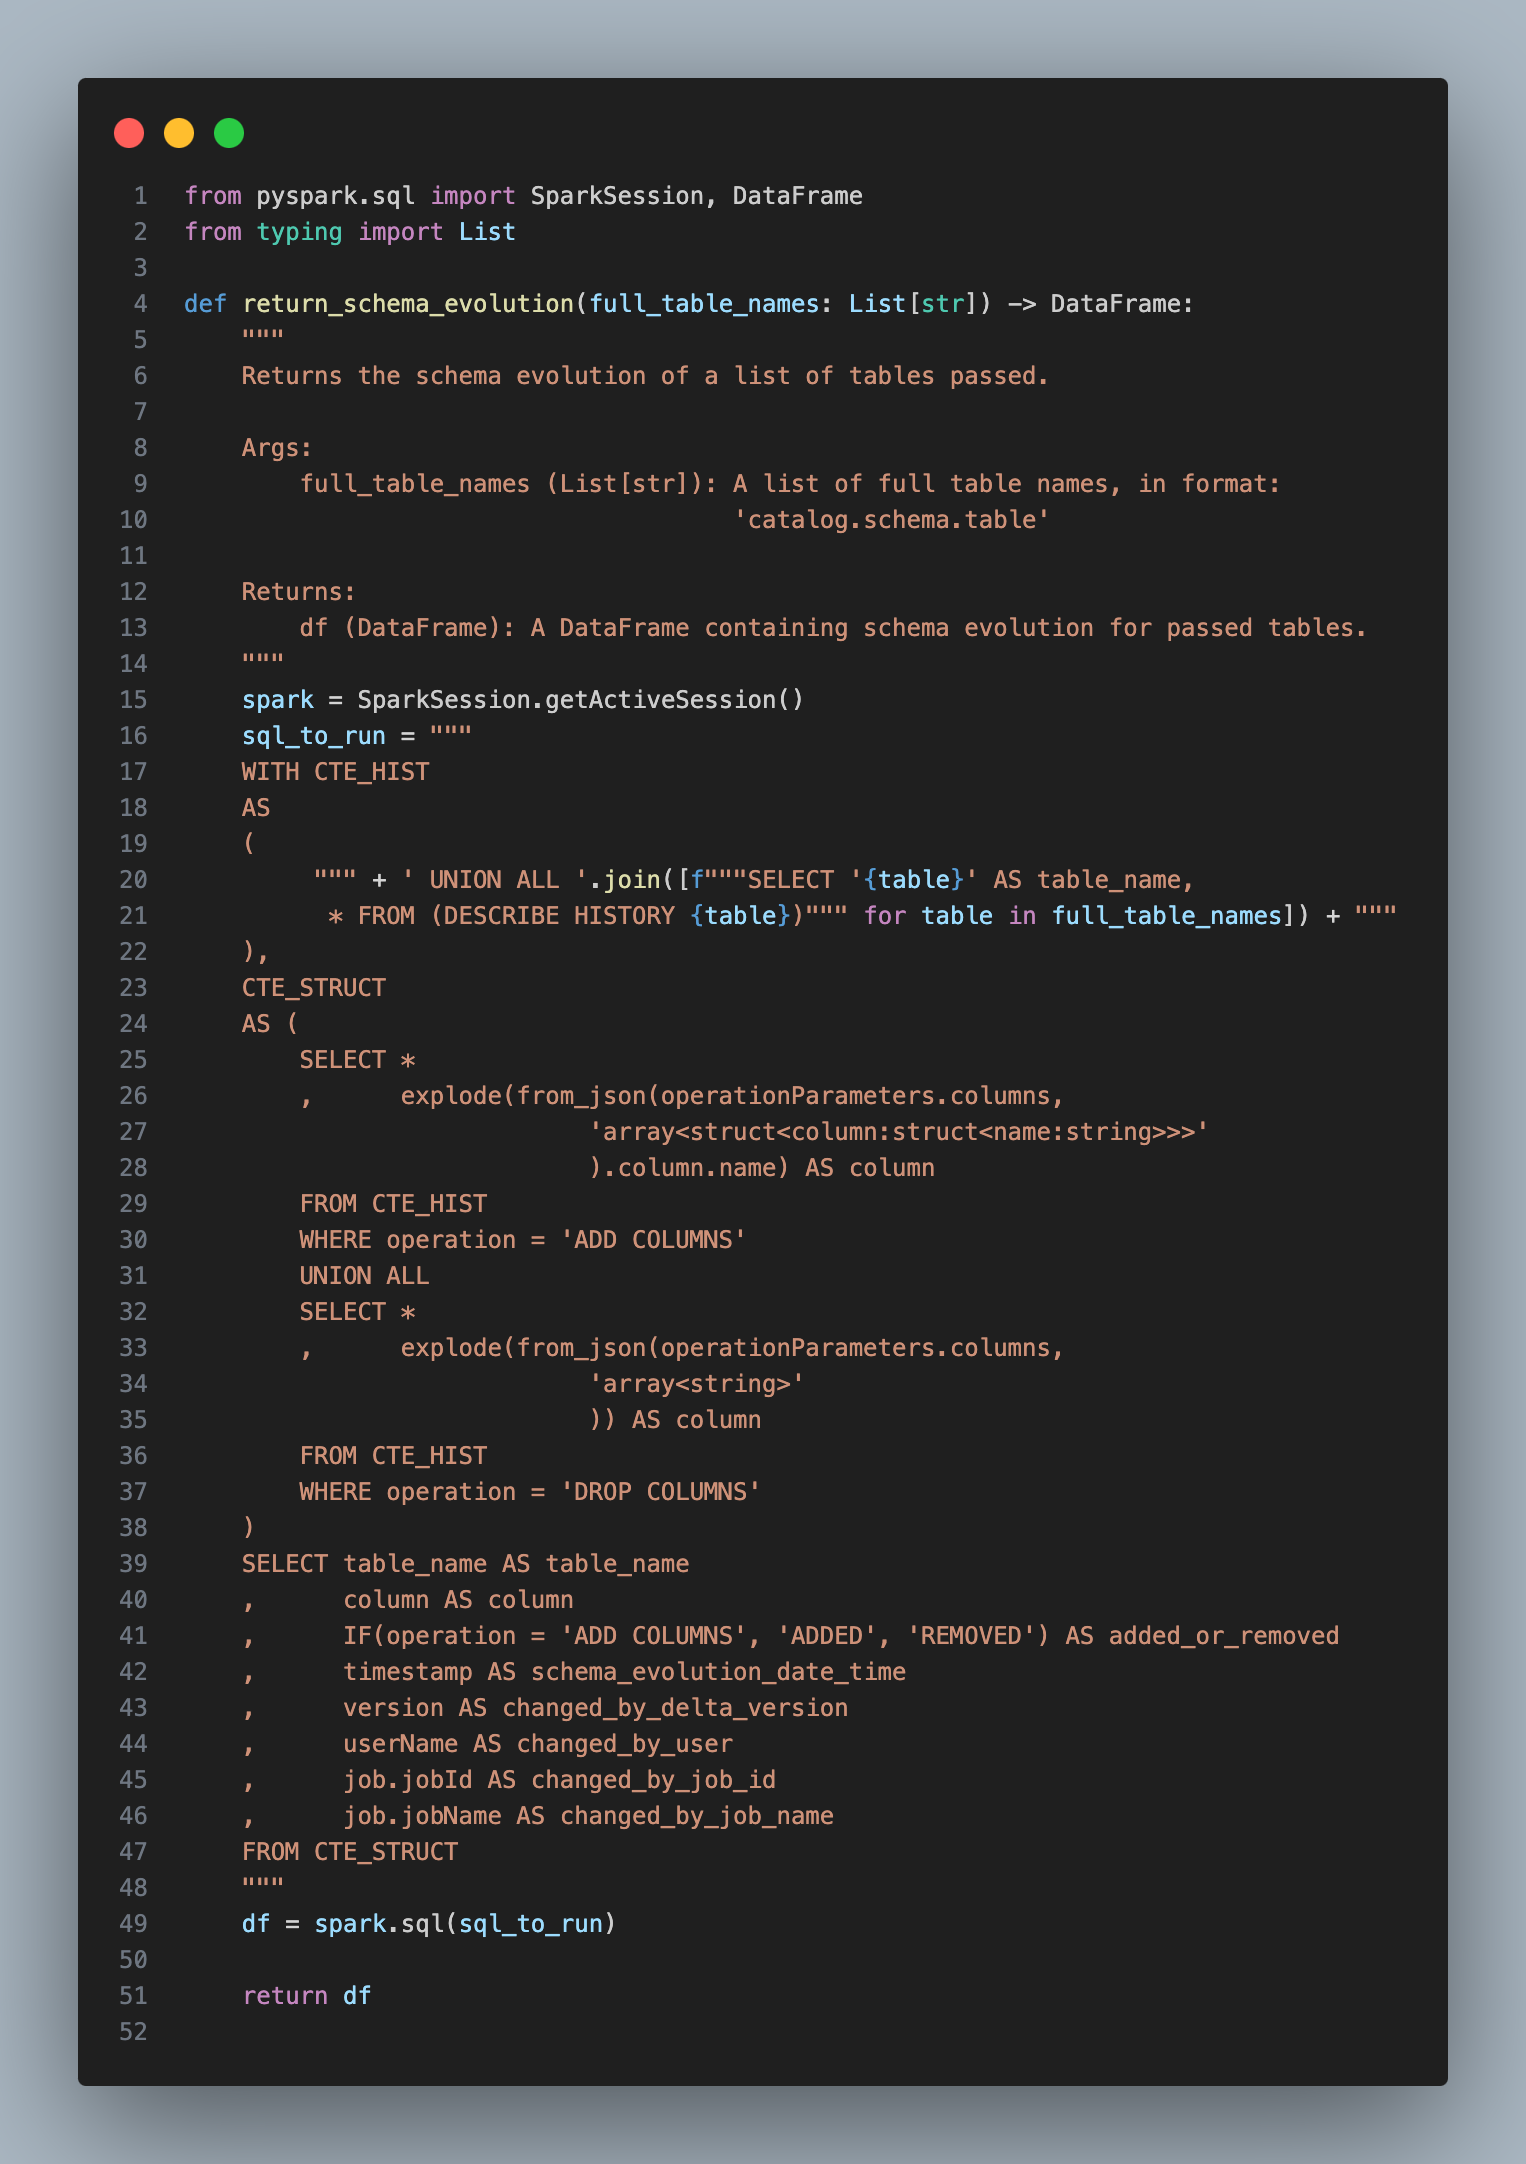 1 from pyspark.sql import SparkSession, DataFrame
2 from typing import List
3
4 def return_schema_evolution(full_table_names: List[str]) -> DataFrame:
5     """
6     Returns the schema evolution of a list of tables passed.
7
8     Args:
9         full_table_names (List[str]): A list of full table names, in format:
10                                       'catalog.schema.table'
11
12     Returns:
13         df (DataFrame): A DataFrame containing schema evolution for passed tables.
14     """
15     spark = SparkSession.getActiveSession()
16     sql_to_run = """
17     WITH CTE_HIST
18     AS
19     (
20          """ + ' UNION ALL '.join([f"""SELECT '{table}' AS table_name,
21           * FROM (DESCRIBE HISTORY {table})""" for table in full_table_names]) + """
22     ),
23     CTE_STRUCT
24     AS (
25         SELECT *
26         ,      explode(from_json(operationParameters.columns,
27                             'array<struct<column:struct<name:string>>>'
28                             ).column.name) AS column
29         FROM CTE_HIST
30         WHERE operation = 'ADD COLUMNS'
31         UNION ALL
32         SELECT *
33         ,      explode(from_json(operationParameters.columns,
34                             'array<string>'
35                             )) AS column
36         FROM CTE_HIST
37         WHERE operation = 'DROP COLUMNS'
38     )
39     SELECT table_name AS table_name
40     ,      column AS column
41     ,      IF(operation = 'ADD COLUMNS', 'ADDED', 'REMOVED') AS added_or_removed
42     ,      timestamp AS schema_evolution_date_time
43     ,      version AS changed_by_delta_version
44     ,      userName AS changed_by_user
45     ,      job.jobId AS changed_by_job_id
46     ,      job.jobName AS changed_by_job_name
47     FROM CTE_STRUCT
48     """
49     df = spark.sql(sql_to_run)
50
51     return df
52